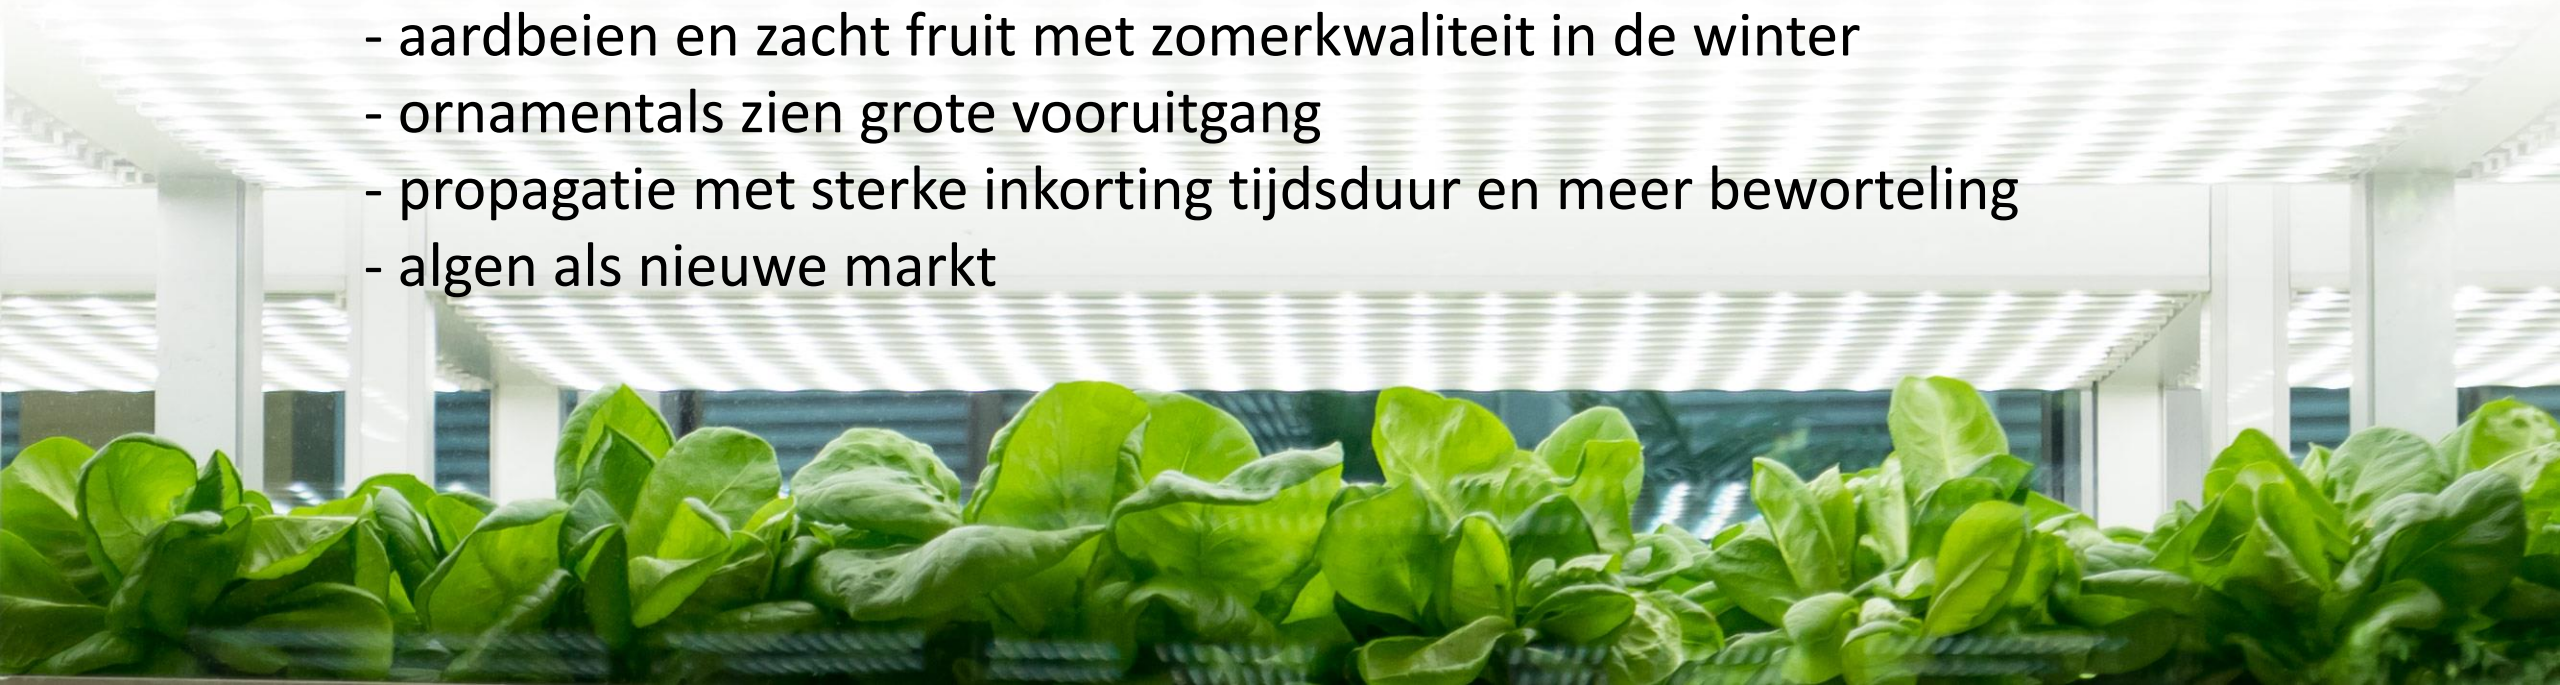 - aardbeien en zacht fruit met zomerkwaliteit in de winter
- ornamentals zien grote vooruitgang
- propagatie met sterke inkorting tijdsduur en meer beworteling
- algen als nieuwe markt